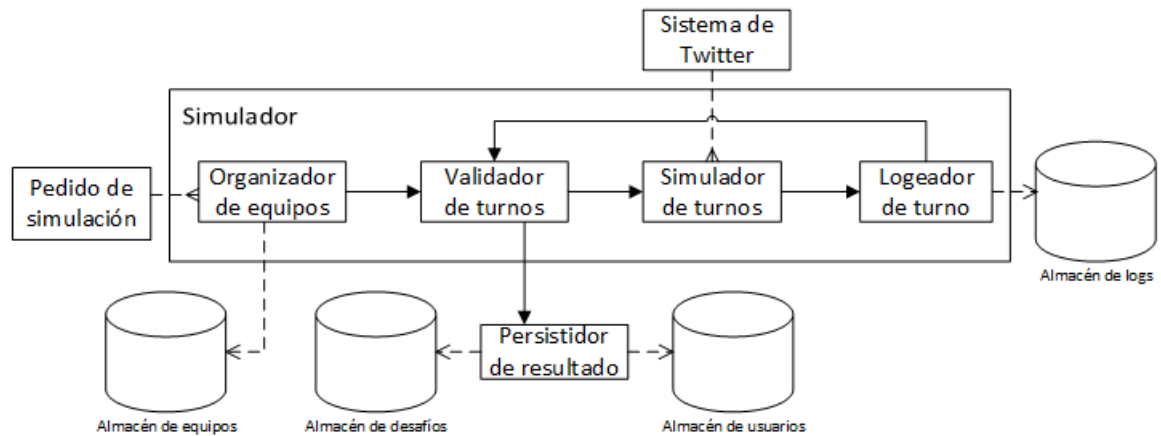 Sistema de
Twitter
Simulador
Pedido de
simulación
Organizador
de equipos
Validador
de turnos
Simulador
de turnos
Logeador
de turno
Almacén de logs
Persistidor
de resultado
Almacén de equipos
Almacén de desafíos
Almacén de usuarios